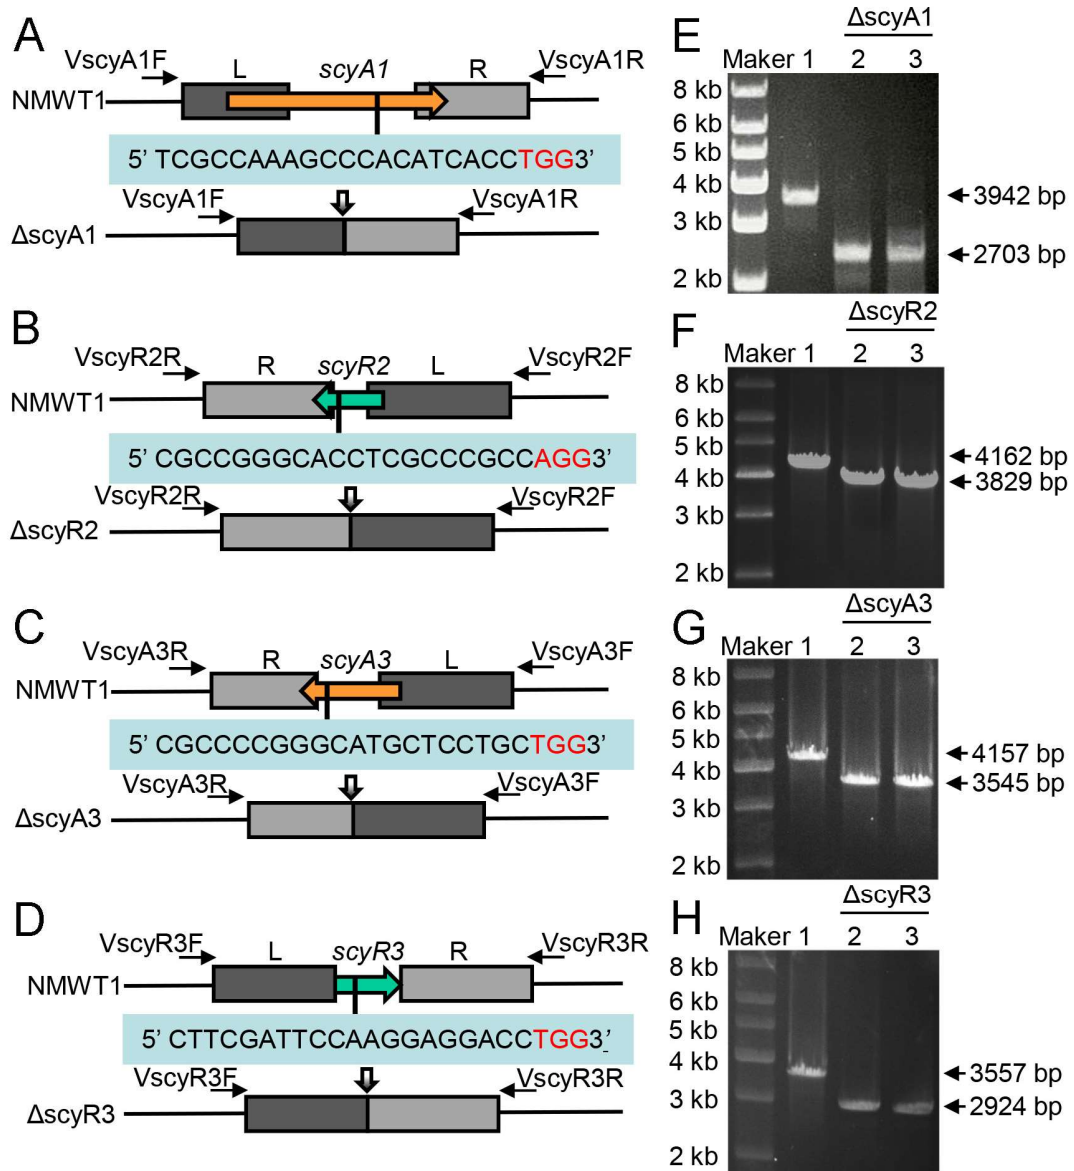 A
VscyA1F L scyA1 R VscyA1R
NMWT1
5’ TCGCCAAAGCCCACATCACCTGG3’
VscyA1F VscyA1R
ΔscyA1
B
VscyR2R R scyR2 L VscyR2F
NMWT1
5’ CGCCGGGCACCTCGCCCGCCAGG3’
VscyR2R VscyR2F
ΔscyR2
C
VscyA3R R scyA3 L VscyA3F
NMWT1
5’ CGCCCCGGGCATGCTCCTGCTGG3’
VscyA3R VscyA3F
ΔscyA3
D
VscyR3F L scyR3 R VscyR3R
NMWT1
5’ CTTCGATTCCAAGGAGGACCTGG3’
VscyR3F VscyR3R
ΔscyR3
E
ΔscyA1
Maker 1 2 3
8 kb
6 kb
5 kb
4 kb
3942 bp
3 kb
2703 bp
2 kb
F
ΔscyR2
Maker 1 2 3
8 kb
6 kb
5 kb
4162 bp
4 kb
3829 bp
3 kb
2 kb
G
ΔscyA3
Maker 1 2 3
8 kb
6 kb
5 kb
4157 bp
4 kb
3545 bp
3 kb
2 kb
H
ΔscyR3
Maker 1 2 3
8 kb
6 kb
5 kb
4 kb
3557 bp
3 kb
2924 bp
2 kb